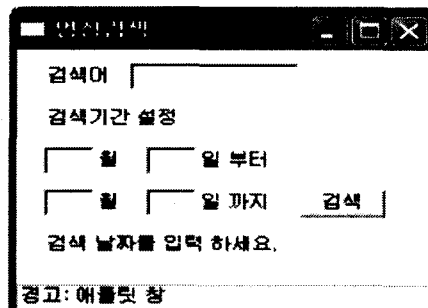 검색어
검색기간 설정
월 일 부터
월 일 까지 검색
검색 날짜를 입력 하세요.
경고: 애플릿 창